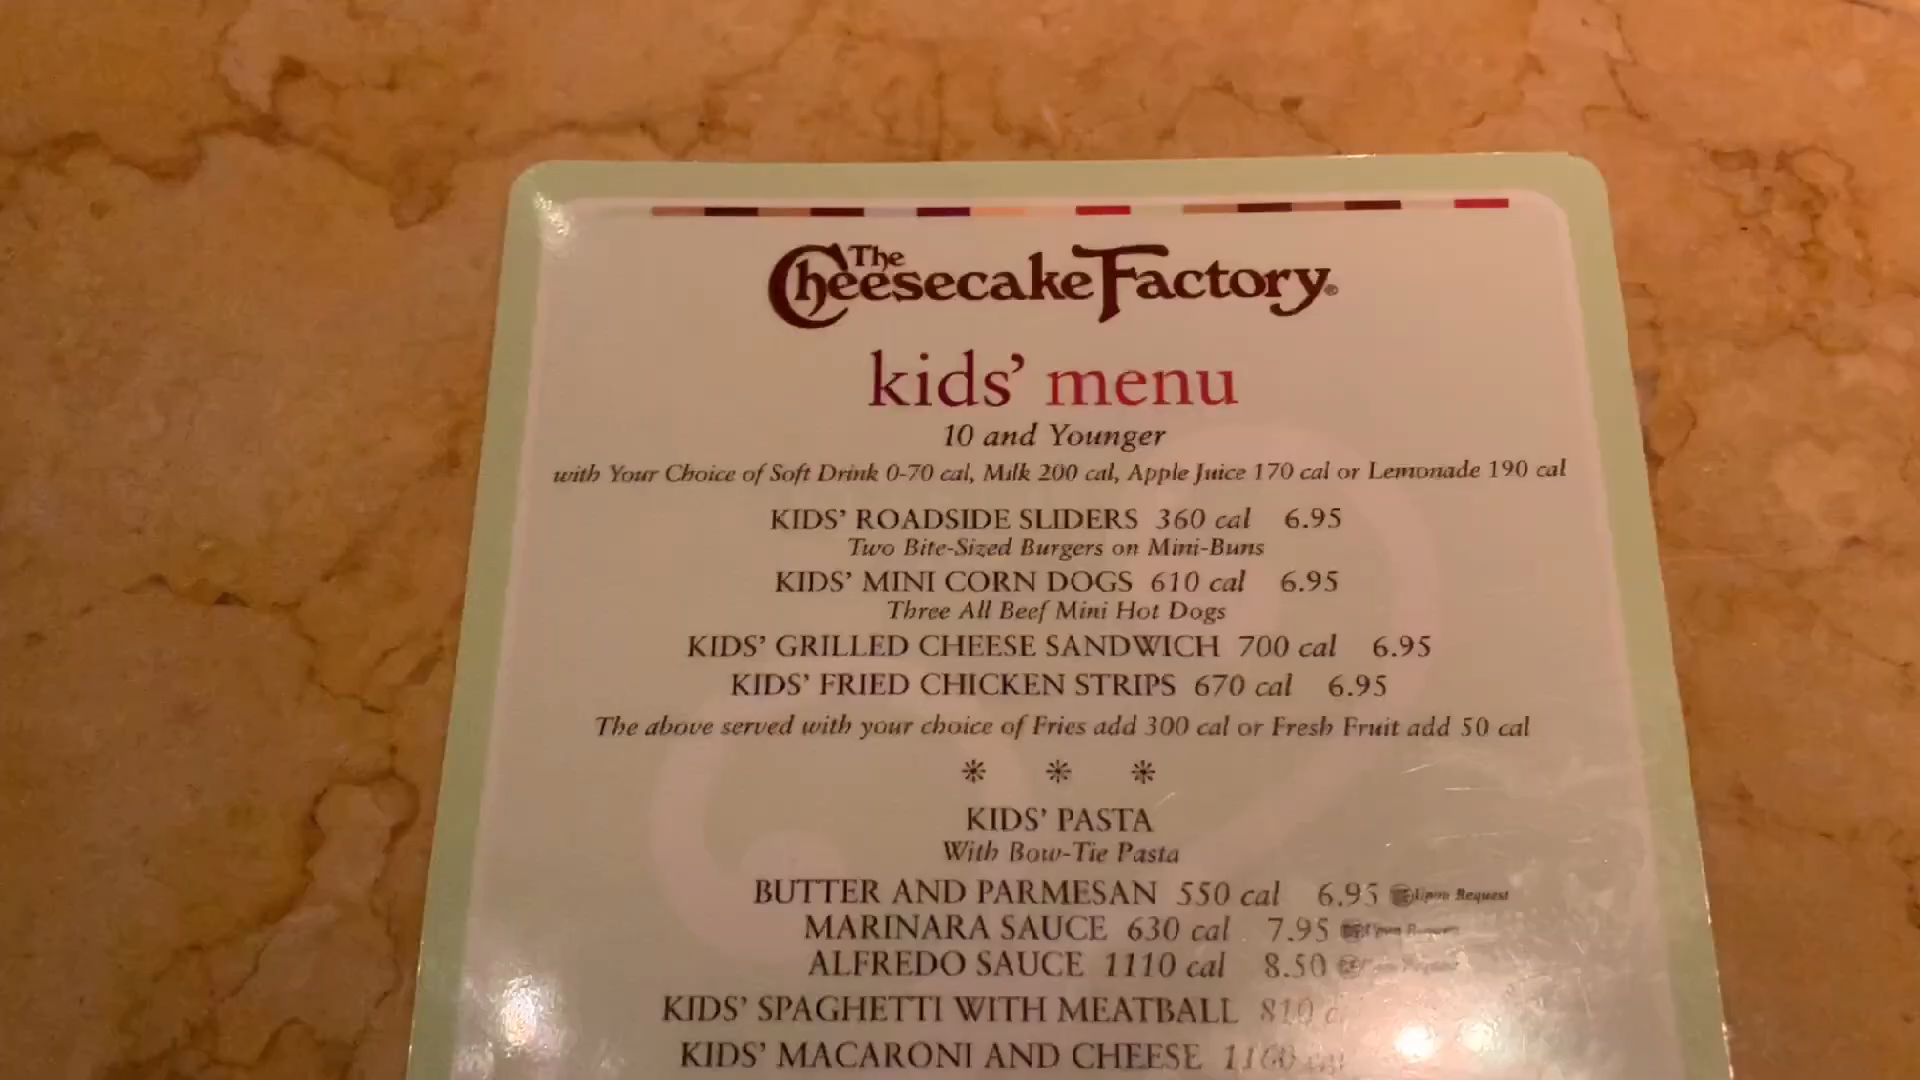 The Cheesecake Factory®
kids' menu
10 and Younger
with Your Choice of Soft Drink 0-70 cal, Milk 200 cal, Apple Juice 170 cal or Lemonade 190 cal
KIDS' ROADSIDE SLIDERS 360 cal 6.95
Two Bite-Sized Burgers on Mini-Buns
KIDS' MINI CORN DOGS 610 cal 6.95
Three All Beef Mini Hot Dogs
KIDS' GRILLED CHEESE SANDWICH 700 cal 6.95
KIDS' FRIED CHICKEN STRIPS 670 cal 6.95
The above served with your choice of Fries add 300 cal or Fresh Fruit add 50 cal
KIDS' PASTA
With Bow-Tie Pasta
BUTTER AND PARMESAN 550 cal 6.95 Upon Request
MARINARA SAUCE 630 cal 7.95
ALFREDO SAUCE 1110 cal 8.50
KIDS' SPAGHETTI WITH MEATBALL 810
KIDS' MACARONI AND CHEESE